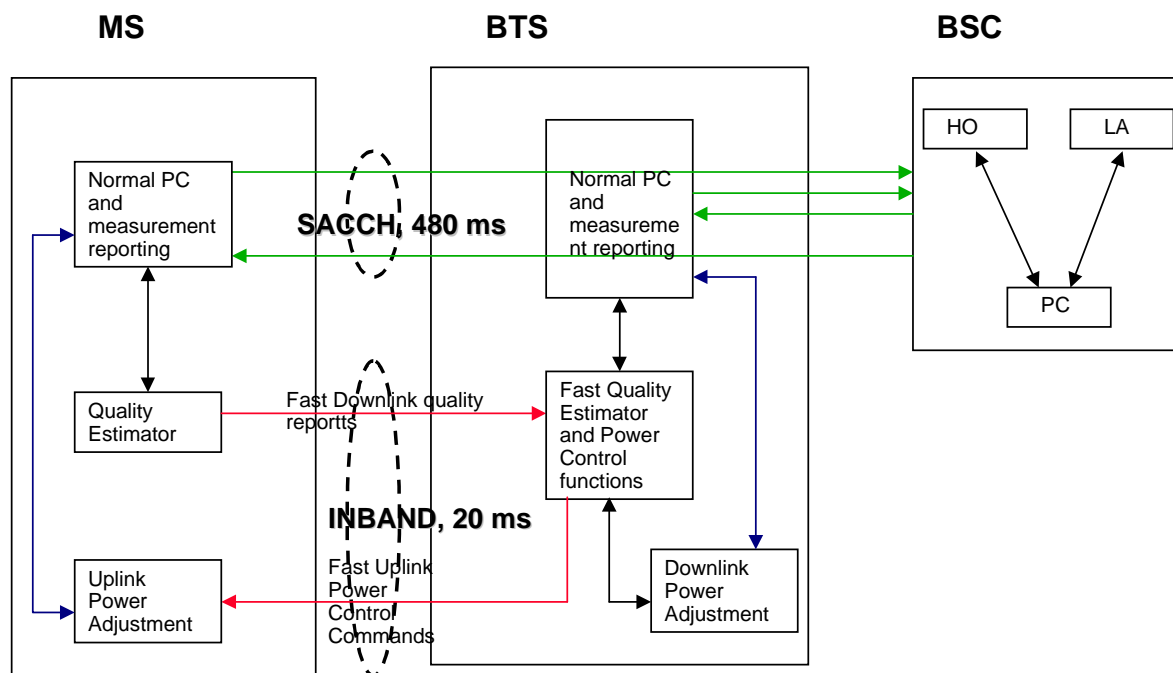 MS
BTS
BSC
HO
LA
Normal PC
and
measurement
reporting
SACCH, 480 ms
Normal PC
and
measureme
nt reporting
PC
Quality
Estimator
Fast Downlink quality
reportts
Fast Quality
Estimator
and Power
Control
functions
INBAND, 20 ms
Uplink
Power
Adjustment
Fast Uplink
Power
Control
Commands
Downlink
Power
Adjustment